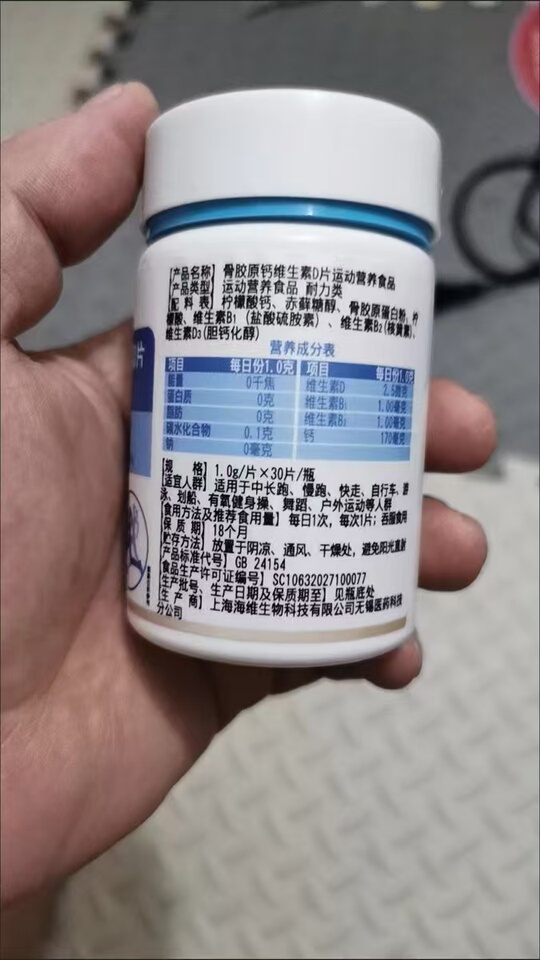 [产品名称] 骨胶原钙维生素D片运动营养食品
[产品类型] 运动营养食品 耐力类
[配 料 表] 柠檬酸钙、赤藓糖醇、骨胶原蛋白粉、柠
檬酸、维生素B₁（盐酸硫胺素）、维生素B₂(核黄素)、
维生素D₃(胆钙化醇)
片
营养成分表
项目 每日份1.0克 项目 每日份1.0克
能量 0千焦 维生素D 2.5微克
蛋白质 0克 维生素B₁ 1.00毫克
脂肪 0克 维生素B₂ 1.00毫克
碳水化合物 0.1克 钙 170毫克
钠 0毫克
[规 格] 1.0g/片×30片/瓶
[适宜人群] 适用于中长跑、慢跑、快走、自行车、游
泳、划船、有氧健身操、舞蹈、户外运动等人群
[食用方法及推荐食用量] 每日1次，每次1片；吞服食用
[保 质 期] 18个月
[贮存方法] 放置于阴凉、通风、干燥处，避免阳光直射
[产品标准代号] GB 24154
[食品生产许可证编号] SC10632027100077
[生产批号、生产日期及保质期至] 见瓶底处
[生 产 商] 上海海维生物科技有限公司无锡医药科技
分公司